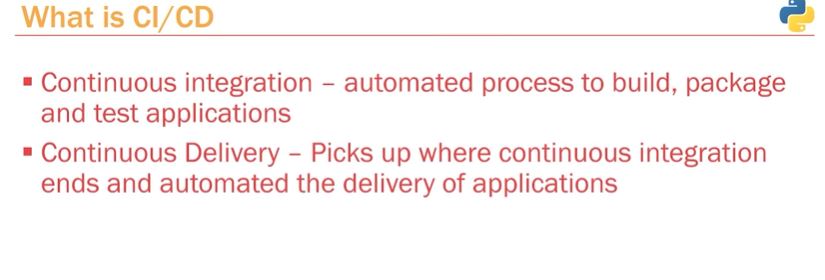 What is CI/CD
▪ Continuous integration – automated process to build, package
and test applications
▪ Continuous Delivery – Picks up where continuous integration
ends and automated the delivery of applications